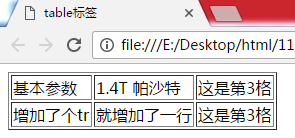 table标签
file:///E:/Desktop/html/11
基本参数 1.4T 帕沙特 这是第3格
增加了个tr 就增加了一行 这是第3格